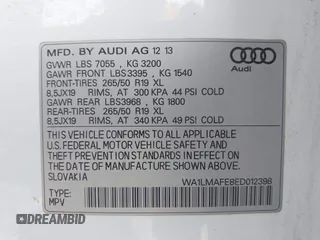 MFD. BY AUDI AG 12 13
GVWR LBS 7055 , KG 3200
GAWR FRONT LBS3395 , KG 1540
FRONT-TIRES 265/50 R19 XL
8,5JX19 RIMS, AT 300 KPA 44 PSI COLD
GAWR REAR LBS3968 , KG 1800
REAR-TIRES 265/50 R19 XL
8,5JX19 RIMS, AT 340 KPA 49 PSI COLD
Audi
THIS VEHICLE CONFORMS TO ALL APPLICABLE
U.S. FEDERAL MOTOR VEHICLE SAFETY AND
THEFT PREVENTION STANDARDS IN EFFECT ON THE
DATE OF MANUFACTURE SHOWN ABOVE.
SLOVAKIA WA1LMAFE8ED012398
TYPE:
MPV
DREAMBID